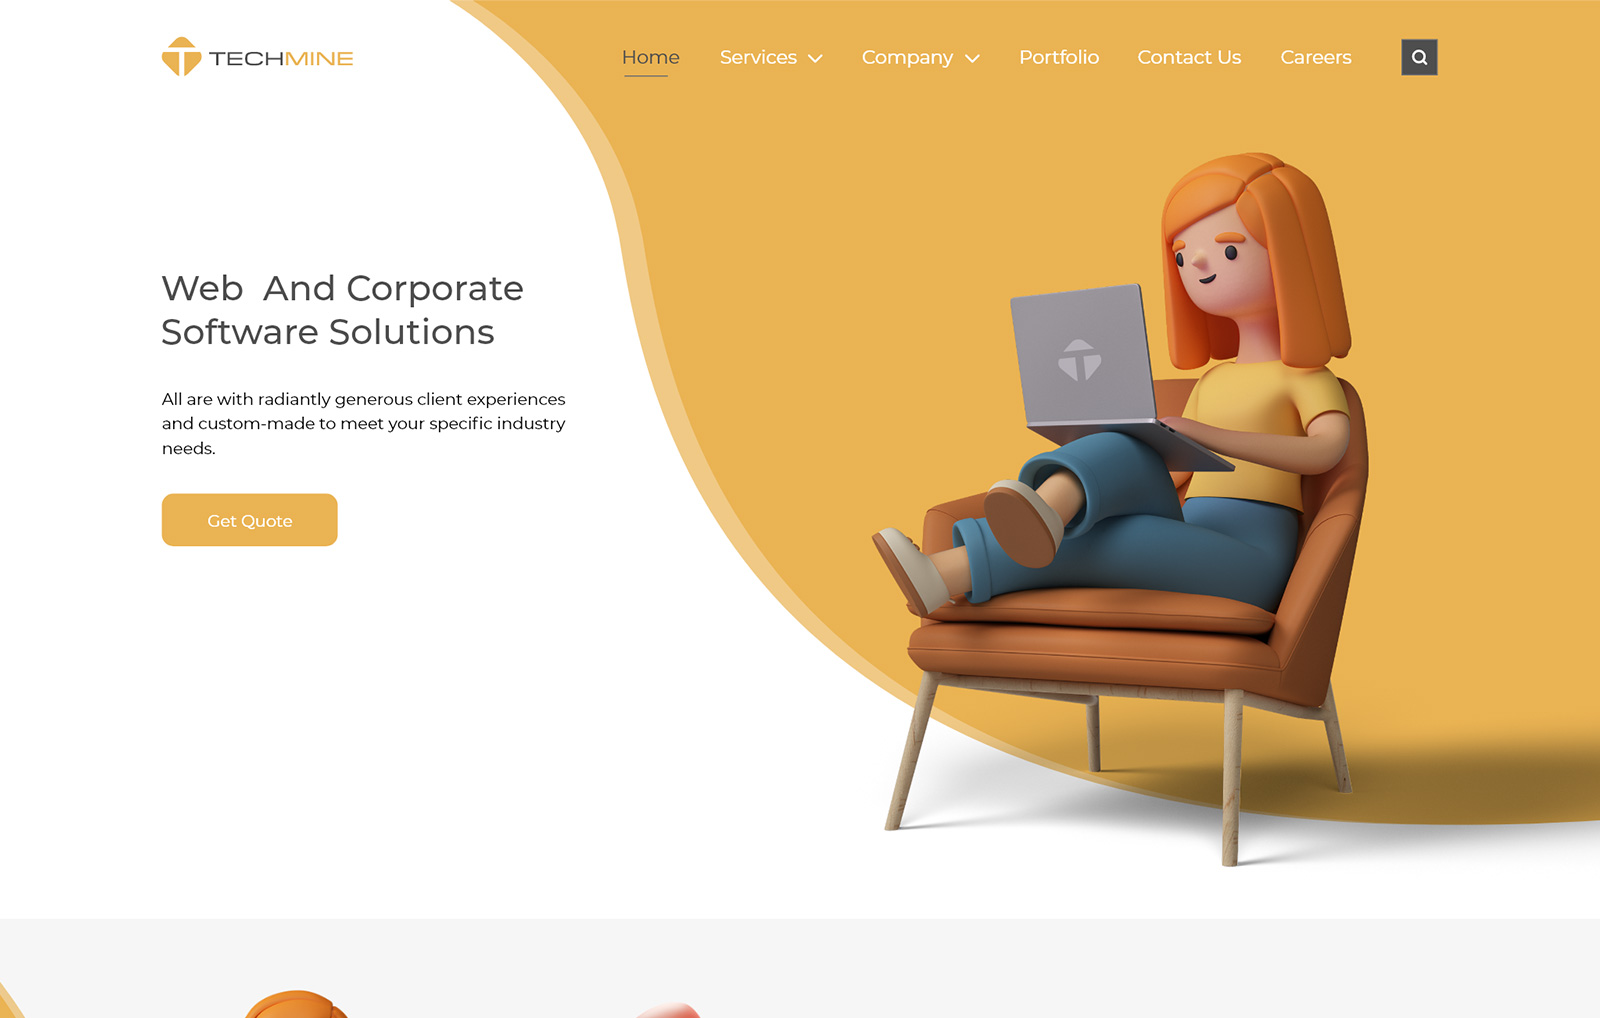 TECHMINE
Home Services Company Portfolio Contact Us Careers
Web And Corporate
Software Solutions
All are with radiantly generous client experiences
and custom-made to meet your specific industry
needs.
Get Quote